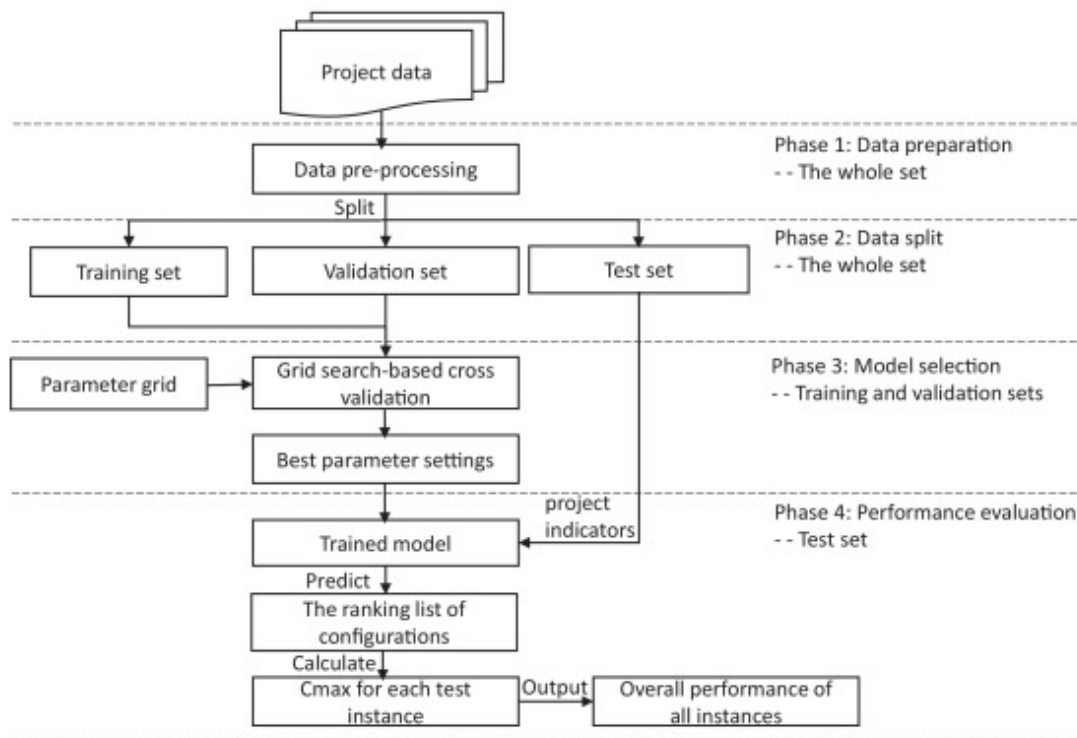 Project data
Phase 1: Data preparation
- - The whole set
Data pre-processing
Split
Phase 2: Data split
- - The whole set
Training set
Validation set
Test set
Phase 3: Model selection
- - Training and validation sets
Parameter grid
Grid search-based cross
validation
Best parameter settings
project
indicators
Phase 4: Performance evaluation
- - Test set
Trained model
Predict
The ranking list of
configurations
Calculate
Cmax for each test
instance
Output
Overall performance of
all instances